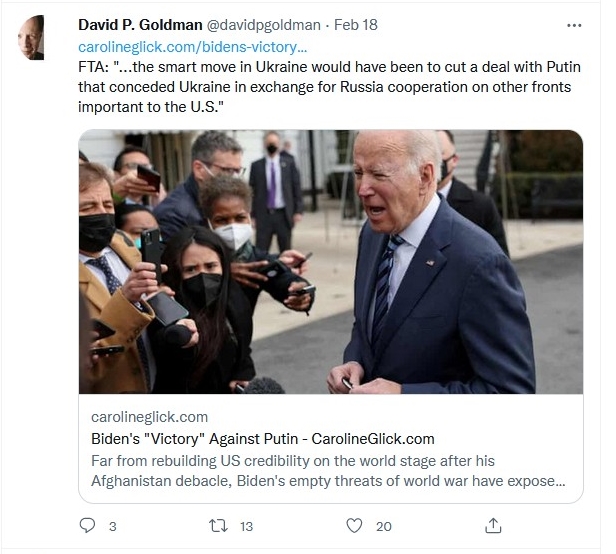 David P. Goldman @davidpgoldman · Feb 18
carolineglick.com/bidens-victory…
FTA: "...the smart move in Ukraine would have been to cut a deal with Putin
that conceded Ukraine in exchange for Russia cooperation on other fronts
important to the U.S."
carolineglick.com
Biden's "Victory" Against Putin - CarolineGlick.com
Far from rebuilding US credibility on the world stage after his
Afghanistan debacle, Biden's empty threats of world war have expose...
3 13 20